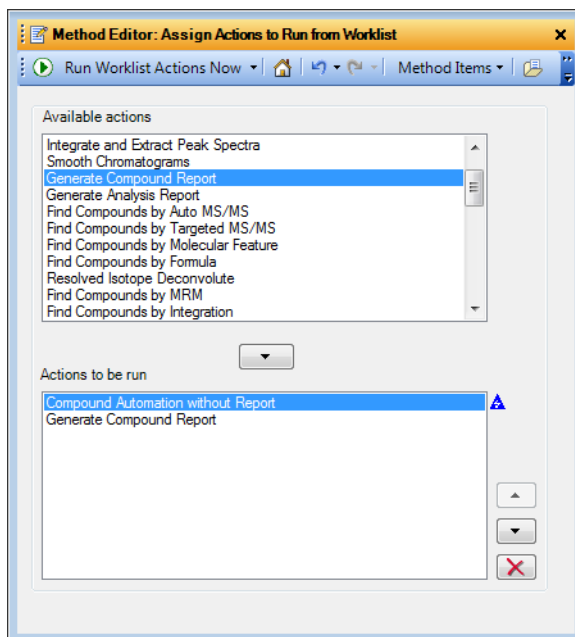 Method Editor: Assign Actions to Run from Worklist
Run Worklist Actions Now
Method Items
Available actions
Integrate and Extract Peak Spectra
Smooth Chromatograms
Generate Compound Report
Generate Analysis Report
Find Compounds by Auto MS/MS
Find Compounds by Targeted MS/MS
Find Compounds by Molecular Feature
Find Compounds by Formula
Resolved Isotope Deconvolute
Find Compounds by MRM
Find Compounds by Integration
Actions to be run
Compound Automation without Report
Generate Compound Report